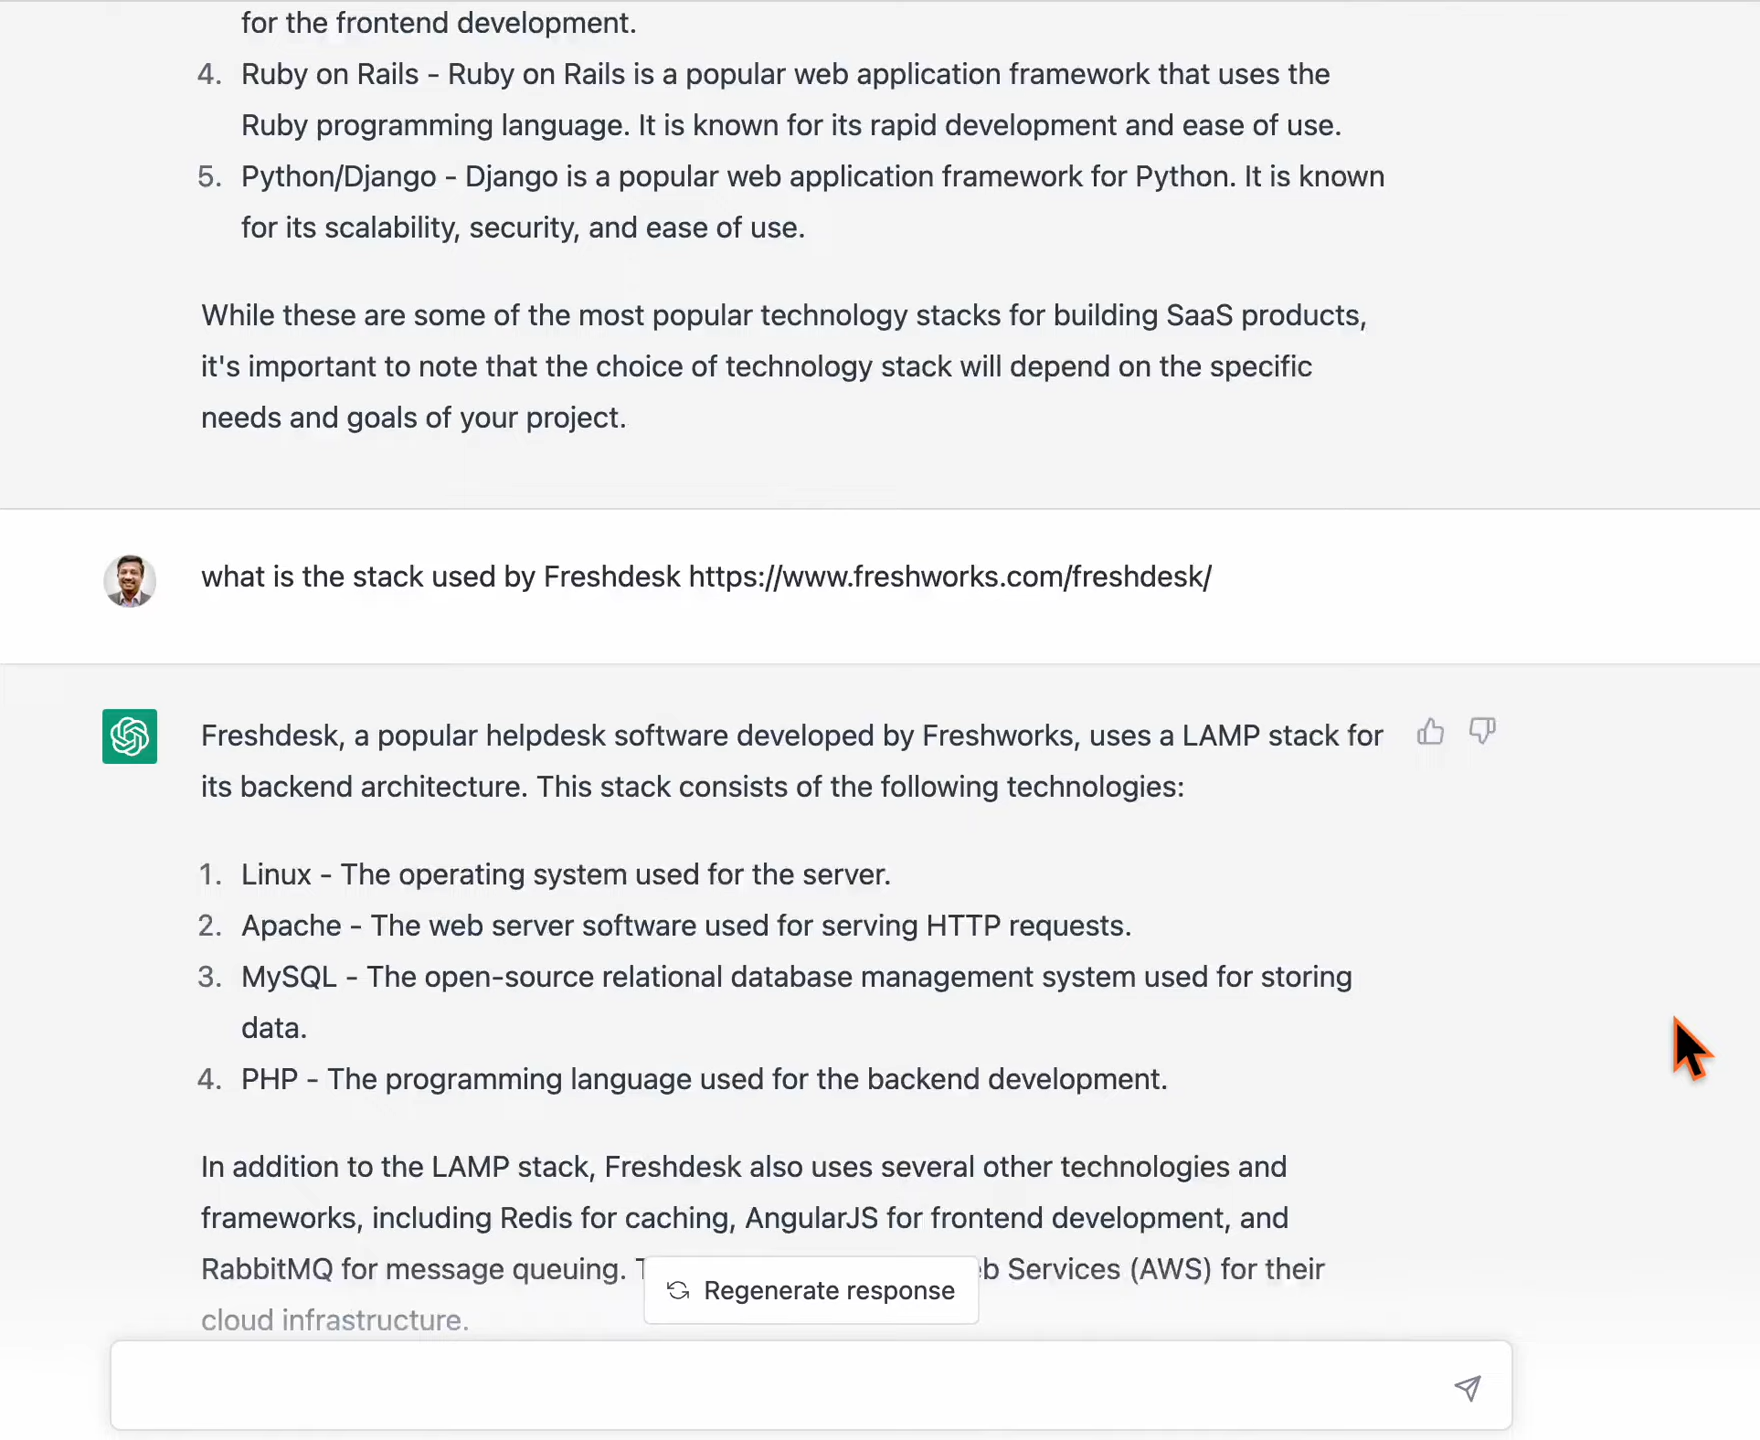 for the frontend development.
4. Ruby on Rails - Ruby on Rails is a popular web application framework that uses the
Ruby programming language. It is known for its rapid development and ease of use.
5. Python/Django - Django is a popular web application framework for Python. It is known
for its scalability, security, and ease of use.
While these are some of the most popular technology stacks for building SaaS products,
it's important to note that the choice of technology stack will depend on the specific
needs and goals of your project.
what is the stack used by Freshdesk https://www.freshworks.com/freshdesk/
Freshdesk, a popular helpdesk software developed by Freshworks, uses a LAMP stack for
its backend architecture. This stack consists of the following technologies:
1. Linux - The operating system used for the server.
2. Apache - The web server software used for serving HTTP requests.
3. MySQL - The open-source relational database management system used for storing
data.
4. PHP - The programming language used for the backend development.
In addition to the LAMP stack, Freshdesk also uses several other technologies and
frameworks, including Redis for caching, AngularJS for frontend development, and
RabbitMQ for message queuing. Services (AWS) for their
Regenerate response
cloud infrastructure.